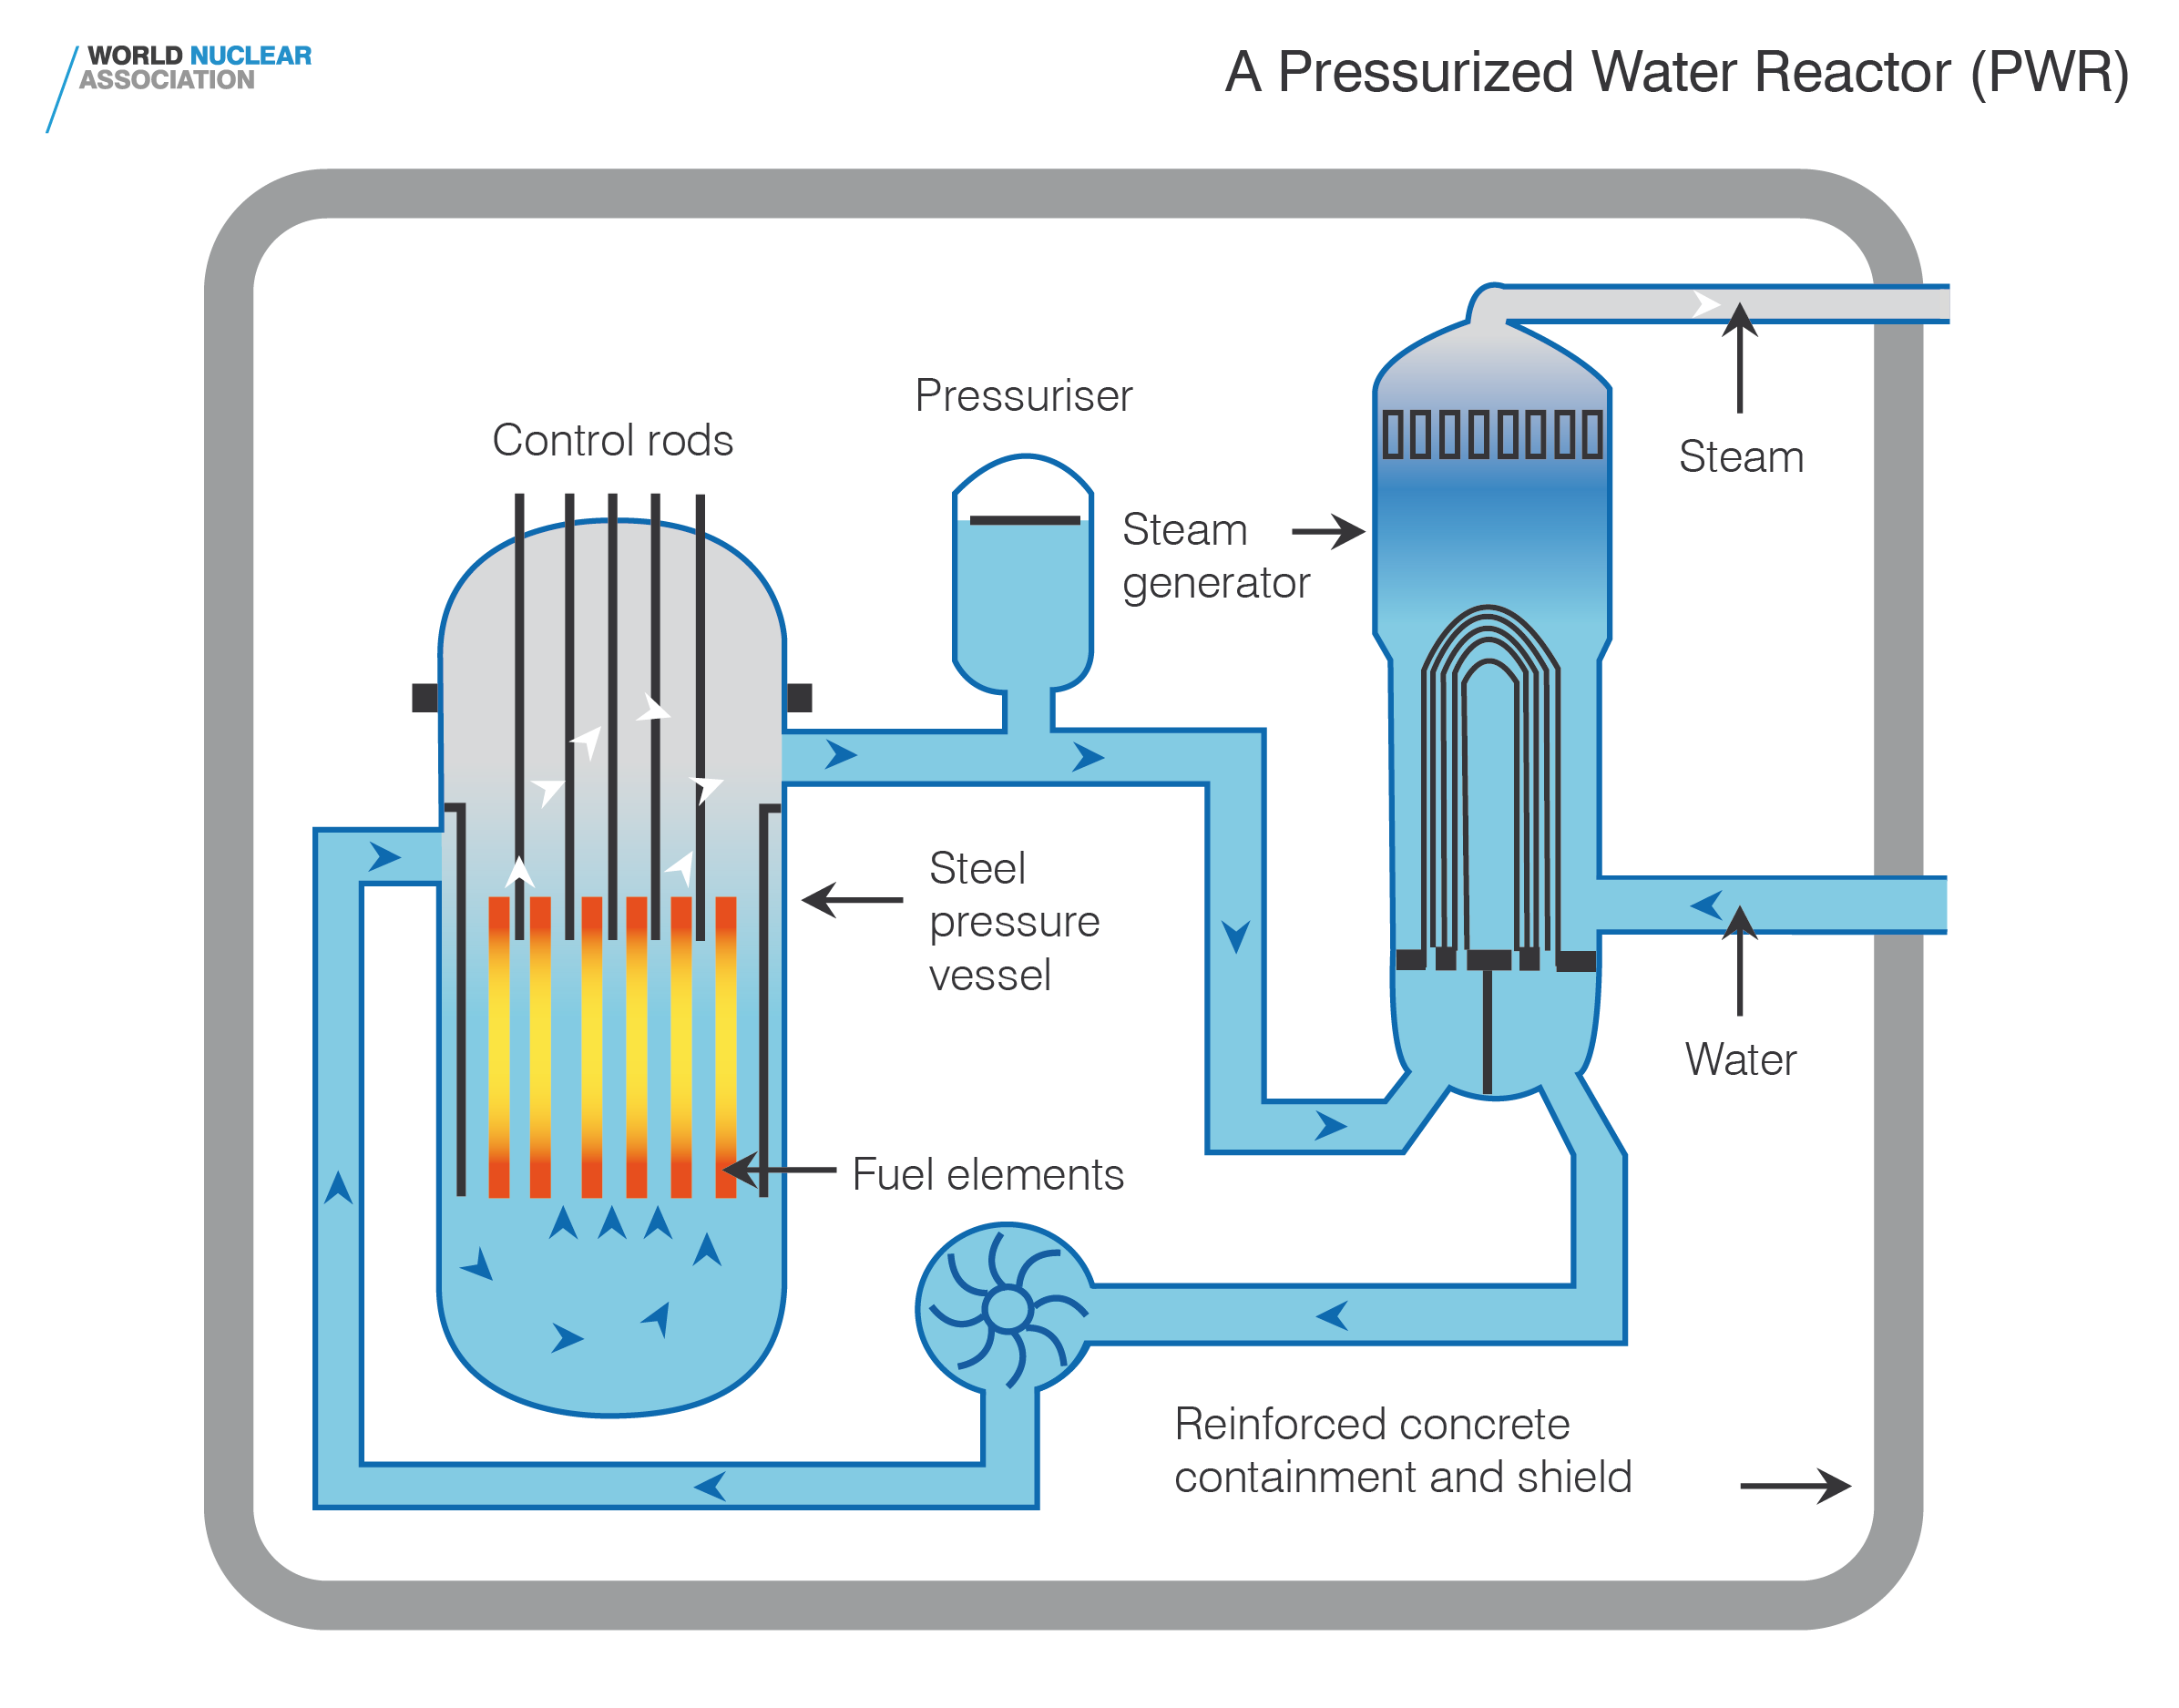 WORLD NUCLEAR
ASSOCIATION
A Pressurized Water Reactor (PWR)
Control rods
Pressuriser
Steam
generator
Steam
Steel
pressure
vessel
Water
Fuel elements
Reinforced concrete
containment and shield